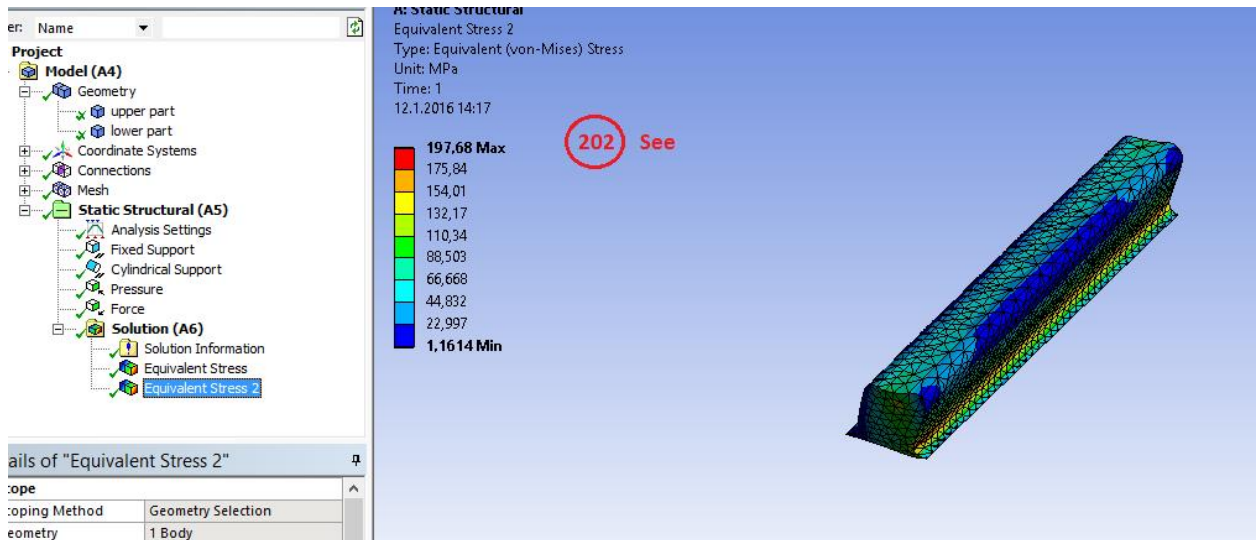 er: Name
Project
Model (A4)
Geometry
upper part
lower part
Coordinate Systems
Connections
Mesh
Static Structural (A5)
Analysis Settings
Fixed Support
Cylindrical Support
Pressure
Force
Solution (A6)
Solution Information
Equivalent Stress
Equivalent Stress 2
ails of "Equivalent Stress 2"
cope
coping Method Geometry Selection
eometry 1 Body
A: Static Structural
Equivalent Stress 2
Type: Equivalent (von-Mises) Stress
Unit: MPa
Time: 1
12.1.2016 14:17
202 See
197,68 Max
175,84
154,01
132,17
110,34
88,503
66,668
44,832
22,997
1,1614 Min